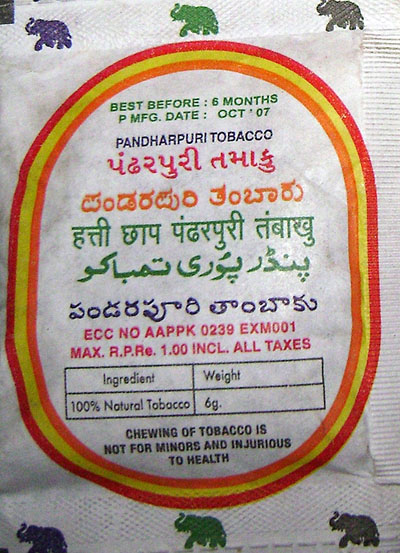 BEST BEFORE : 6 MONTHS
P MFG. DATE : OCT ' 07
PANDHARPURI TOBACCO
પંઢરપુરી તમાકુ
ಪಂಡರಪುರಿ ತಂಬಾಕು
हत्ती छाप पंढरपुरी तंबाखु
پنڈرپوری تمباکو
పండరపూరి తాంబాకు
ECC NO AAPPK 0239 EXM001
MAX. R.P.Re. 1.00 INCL. ALL TAXES
Ingredient Weight
100% Natural Tobacco 6g.
CHEWING OF TOBACCO IS
NOT FOR MINORS AND INJURIOUS
TO HEALTH